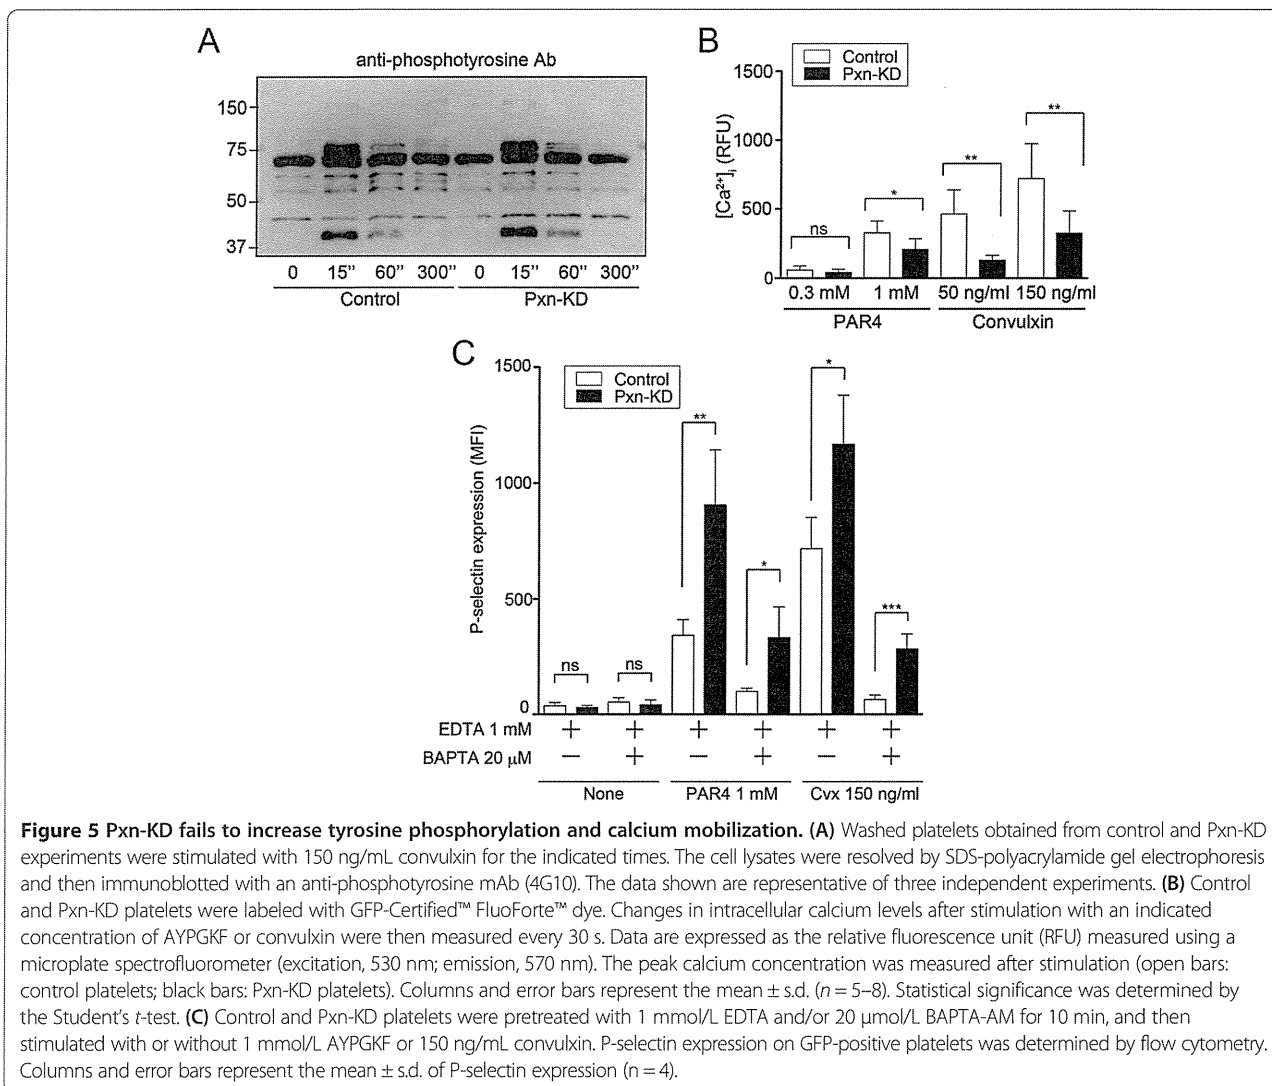 A
anti-phosphotyrosine Ab
150
75
50
37
0 15” 60” 300” 0 15” 60” 300”
Control Pxn-KD
B
Control
Pxn-KD
[Ca²⁺]i (RFU)
1500
1000
500
0
ns * ** **
0.3 mM 1 mM 50 ng/ml 150 ng/ml
PAR4 Convulxin
C
Control
Pxn-KD
P-selectin expression (MFI)
1500
1000
500
0
ns ns ** * * ***
EDTA 1 mM + + + + + +
BAPTA 20 μM − + − + − +
None PAR4 1 mM Cvx 150 ng/ml
Figure 5 Pxn-KD fails to increase tyrosine phosphorylation and calcium mobilization. (A) Washed platelets obtained from control and Pxn-KD
experiments were stimulated with 150 ng/mL convulxin for the indicated times. The cell lysates were resolved by SDS-polyacrylamide gel electrophoresis
and then immunoblotted with an anti-phosphotyrosine mAb (4G10). The data shown are representative of three independent experiments. (B) Control
and Pxn-KD platelets were labeled with GFP-Certified™ FluoForte™ dye. Changes in intracellular calcium levels after stimulation with an indicated
concentration of AYPGKF or convulxin were then measured every 30 s. Data are expressed as the relative fluorescence unit (RFU) measured using a
microplate spectrofluorometer (excitation, 530 nm; emission, 570 nm). The peak calcium concentration was measured after stimulation (open bars:
control platelets; black bars: Pxn-KD platelets). Columns and error bars represent the mean ± s.d. (n = 5–8). Statistical significance was determined by
the Student's t-test. (C) Control and Pxn-KD platelets were pretreated with 1 mmol/L EDTA and/or 20 μmol/L BAPTA-AM for 10 min, and then
stimulated with or without 1 mmol/L AYPGKF or 150 ng/mL convulxin. P-selectin expression on GFP-positive platelets was determined by flow cytometry.
Columns and error bars represent the mean ± s.d. of P-selectin expression (n = 4).